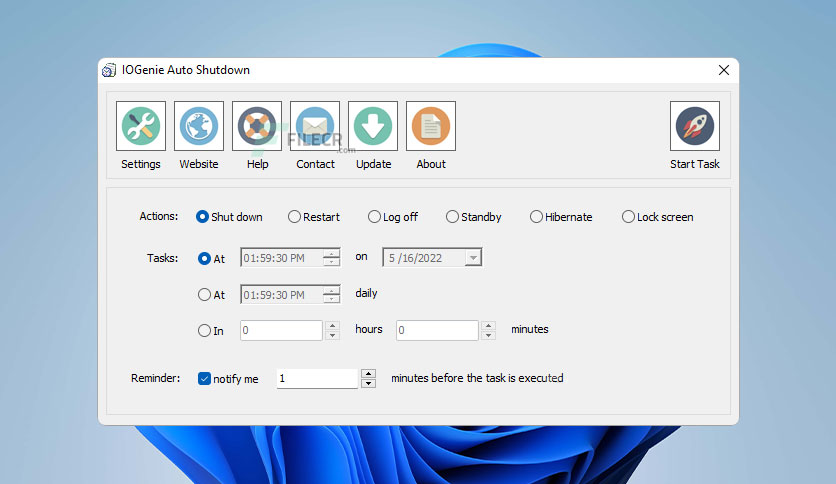 IOGenie Auto Shutdown
FILECR
.com
Settings Website Help Contact Update About Start Task
Actions: Shut down Restart Log off Standby Hibernate Lock screen
Tasks: At 01:59:30 PM on 5 /16/2022
At 01:59:30 PM daily
In 0 hours 0 minutes
Reminder: notify me 1 minutes before the task is executed